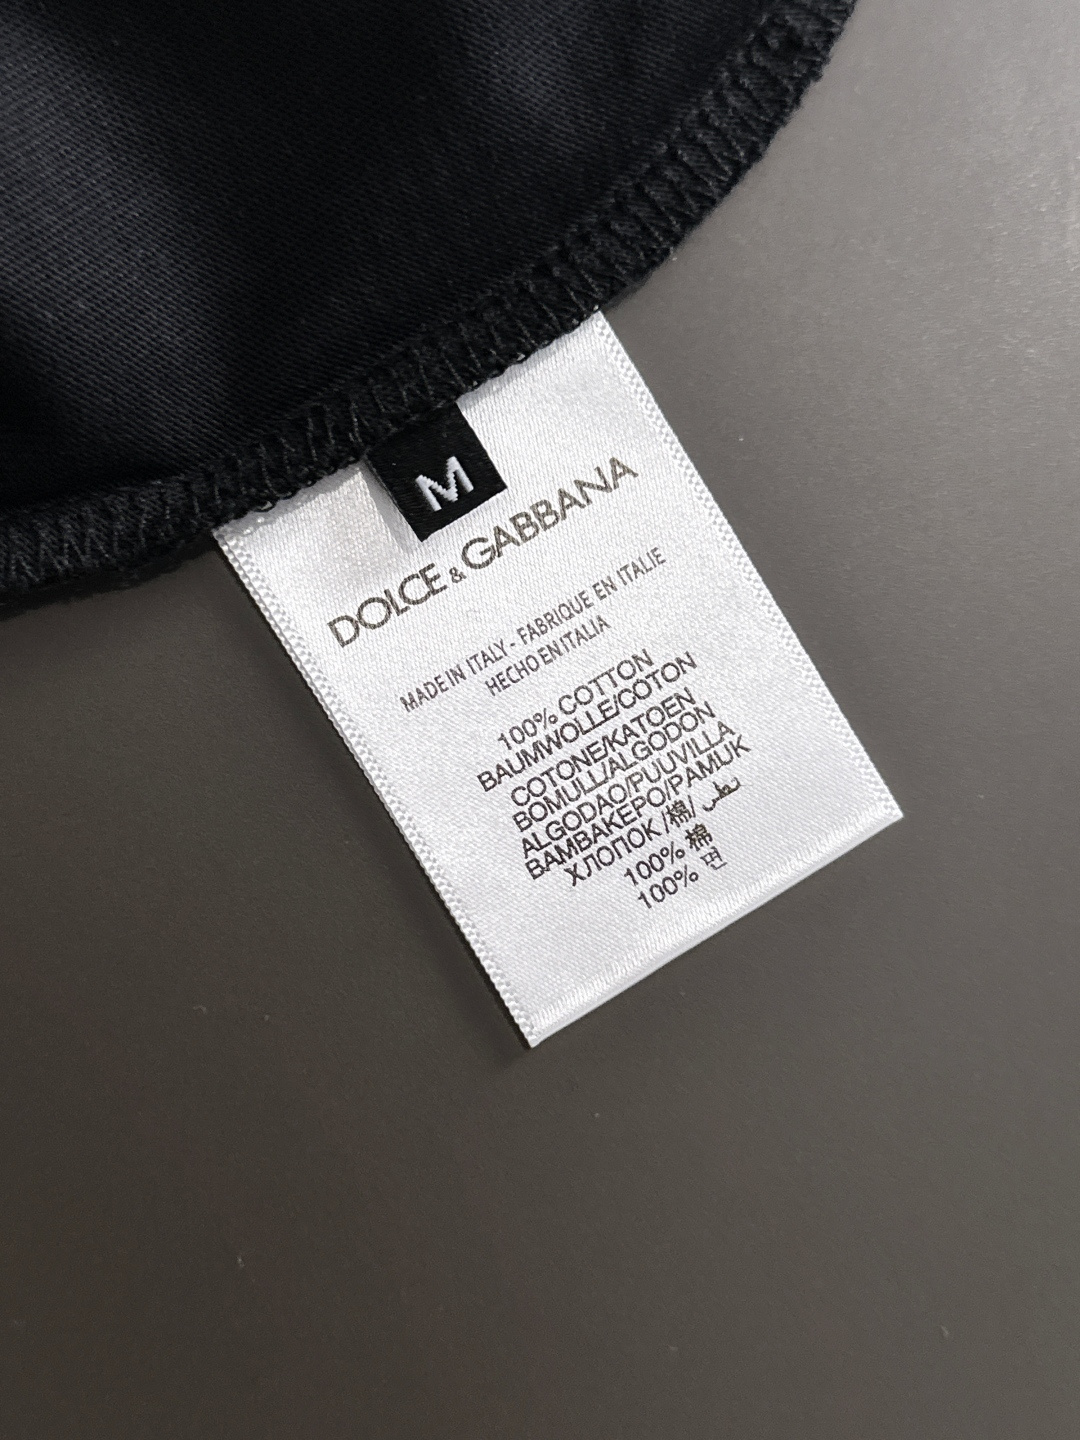 M
DOLCE & GABBANA
MADE IN ITALY - FABRIQUE EN ITALIE
HECHO EN ITALIA
100% COTTON
BAUMWOLLE/COTON
COTONE/KATOEN
BOMULL/ALGODON
ALGODAO/PUUVILLA
BAMBAKEPO/PAMUK
ХЛОПОК/棉/
100% 棉
100% 면